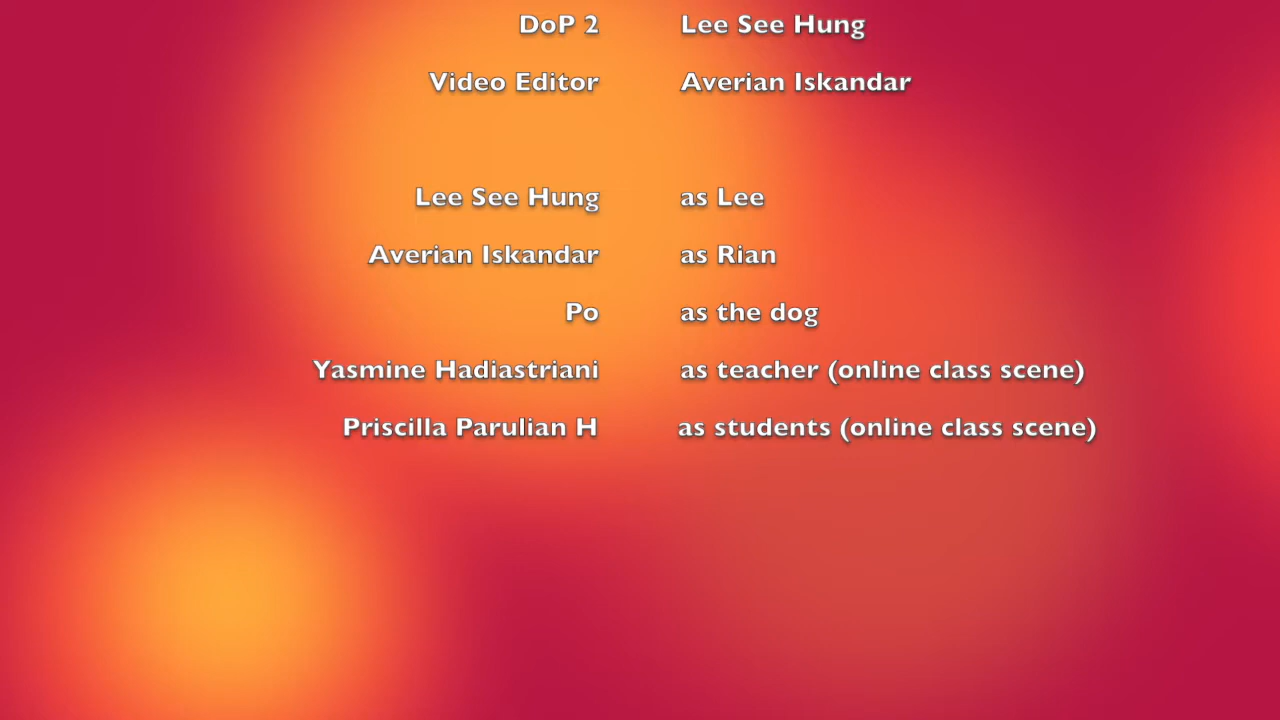 DoP 2 Lee See Hung
Video Editor Averian Iskandar
Lee See Hung as Lee
Averian Iskandar as Rian
Po as the dog
Yasmine Hadiastriani as teacher (online class scene)
Priscilla Parulian H as students (online class scene)